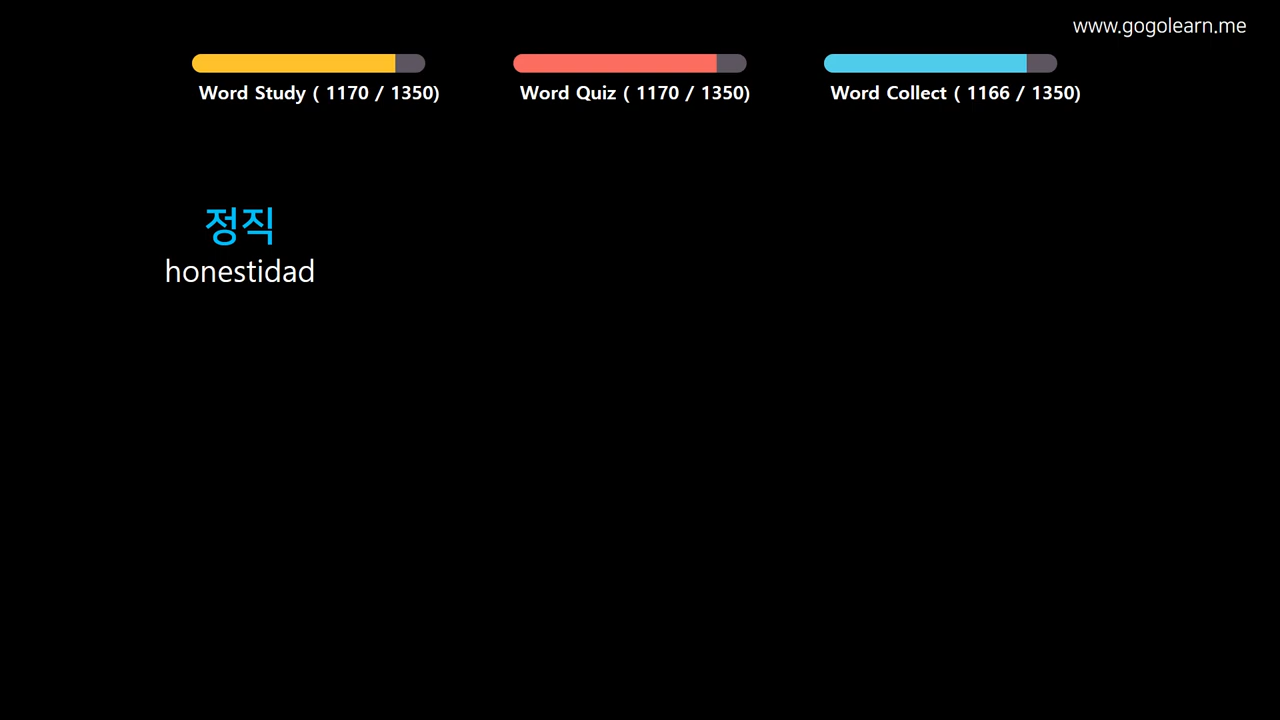 www.gogolearn.me
Word Study ( 1170 / 1350)
Word Quiz ( 1170 / 1350)
Word Collect ( 1166 / 1350)
정직
honestidad